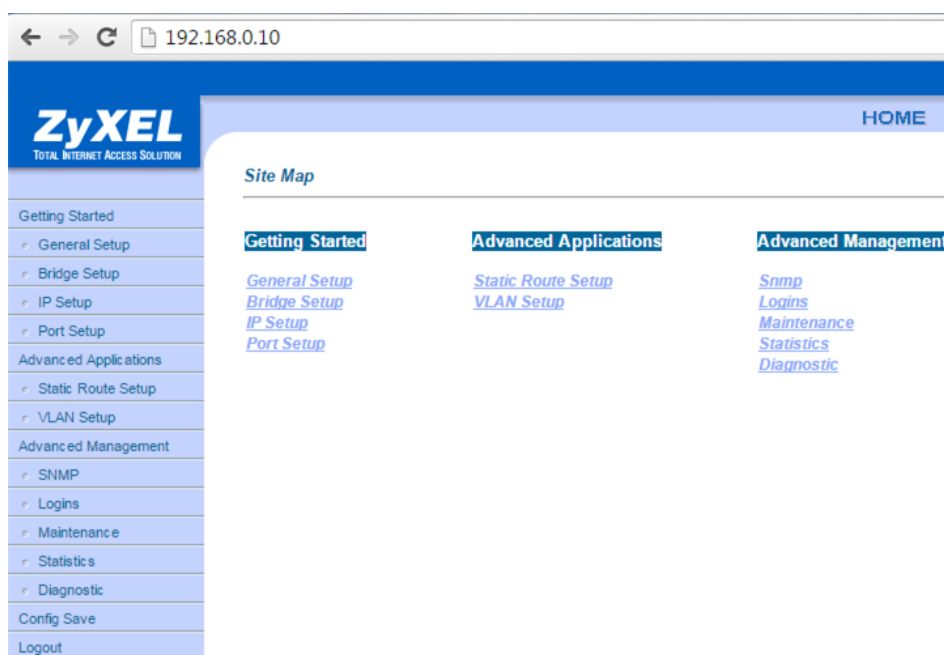 192.168.0.10
ZyXEL
TOTAL INTERNET ACCESS SOLUTION
HOME
Getting Started
General Setup
Bridge Setup
IP Setup
Port Setup
Advanced Applications
Static Route Setup
VLAN Setup
Advanced Management
SNMP
Logins
Maintenance
Statistics
Diagnostic
Config Save
Logout
Site Map
Getting Started
General Setup
Bridge Setup
IP Setup
Port Setup
Advanced Applications
Static Route Setup
VLAN Setup
Advanced Management
Snmp
Logins
Maintenance
Statistics
Diagnostic